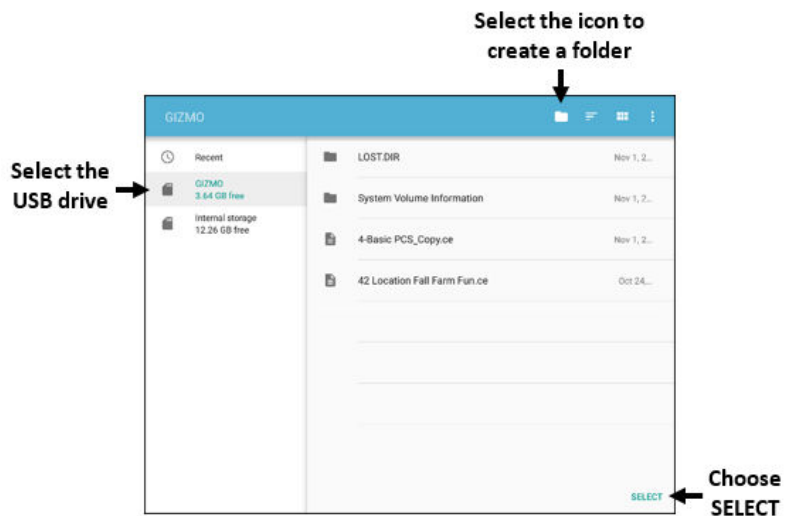 Select the icon to
create a folder
GIZMO
Select the
USB drive
Recent
GIZMO
3.64 GB free
Internal storage
12.26 GB free
LOST.DIR
Nov 1, 2...
System Volume Information
Nov 1, 2...
4-Basic PCS_Copy.ce
Nov 1, 2...
42 Location Fall Farm Fun.ce
Oct 24,...
SELECT
Choose
SELECT